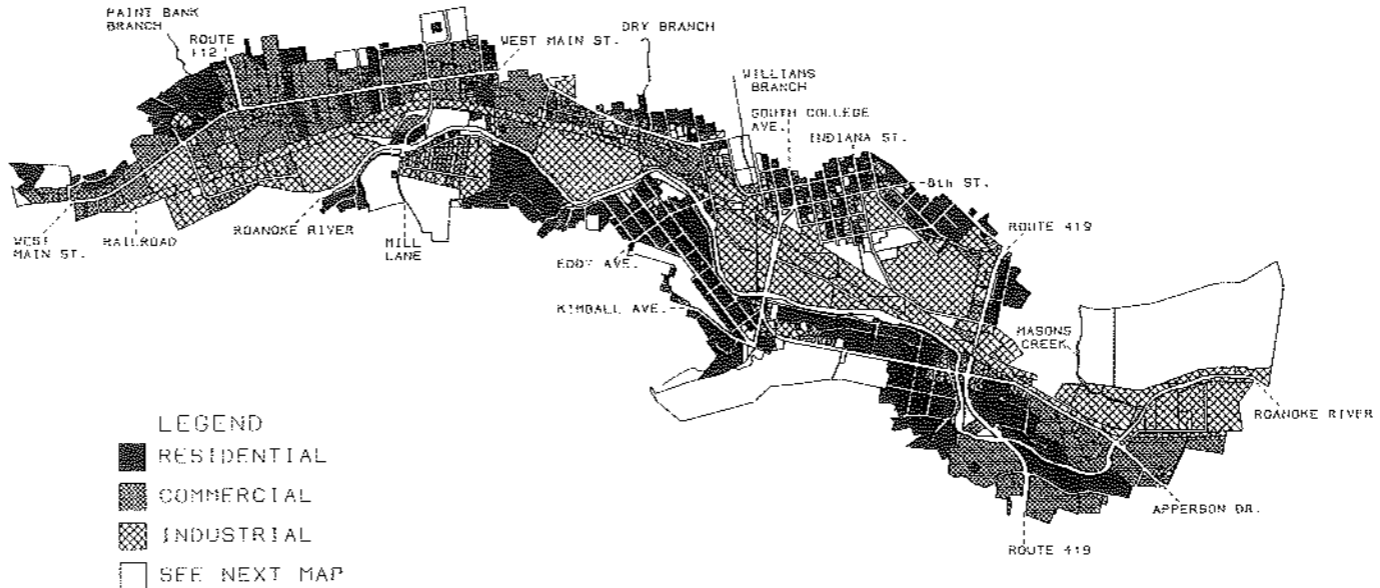 PAINT BANK
BRANCH
ROUTE
112
WEST MAIN ST.
DRY BRANCH
WILLIAMS
BRANCH
SOUTH COLLEGE
AVE.
INDIANA ST.
8th ST.
ROUTE 419
WEST
MAIN ST.
RAILROAD
ROANOKE RIVER
MILL
LANE
EDDY AVE.
KIMBALL AVE.
MASONS
CREEK
ROANOKE RIVER
APPERSON DR.
ROUTE 419
LEGEND
RESIDENTIAL
COMMERCIAL
INDUSTRIAL
SEE NEXT MAP